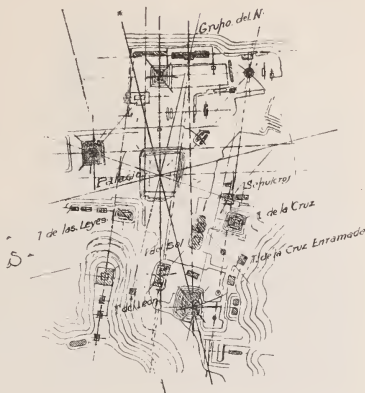 Grupo del N.
Palacio
Sepulcros
T. de la Cruz
T de las Leyes
T. de la Cruz Enramada
T del Sol
T del León
S